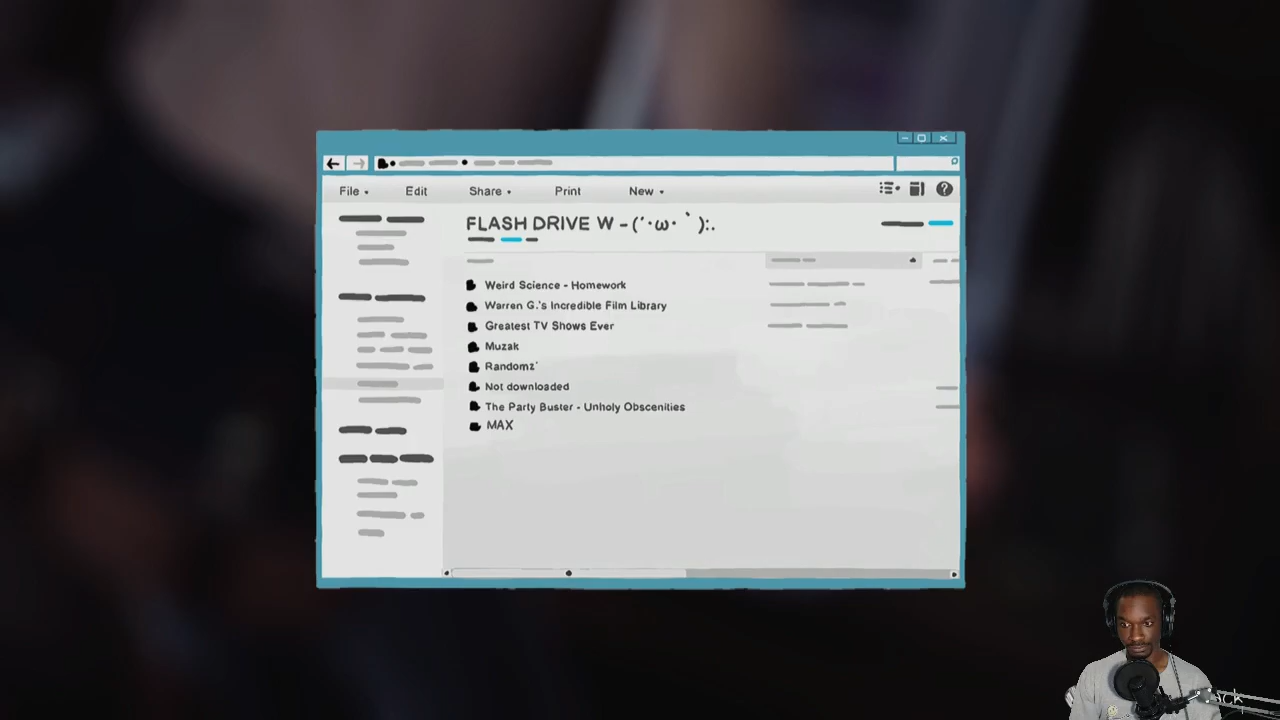 File Edit Share Print New
FLASH DRIVE W -(´･ω･`):.
Weird Science - Homework
Warren G.'s Incredible Film Library
Greatest TV Shows Ever
Muzak
Randomz'
Not downloaded
The Party Buster - Unholy Obscenities
MAX